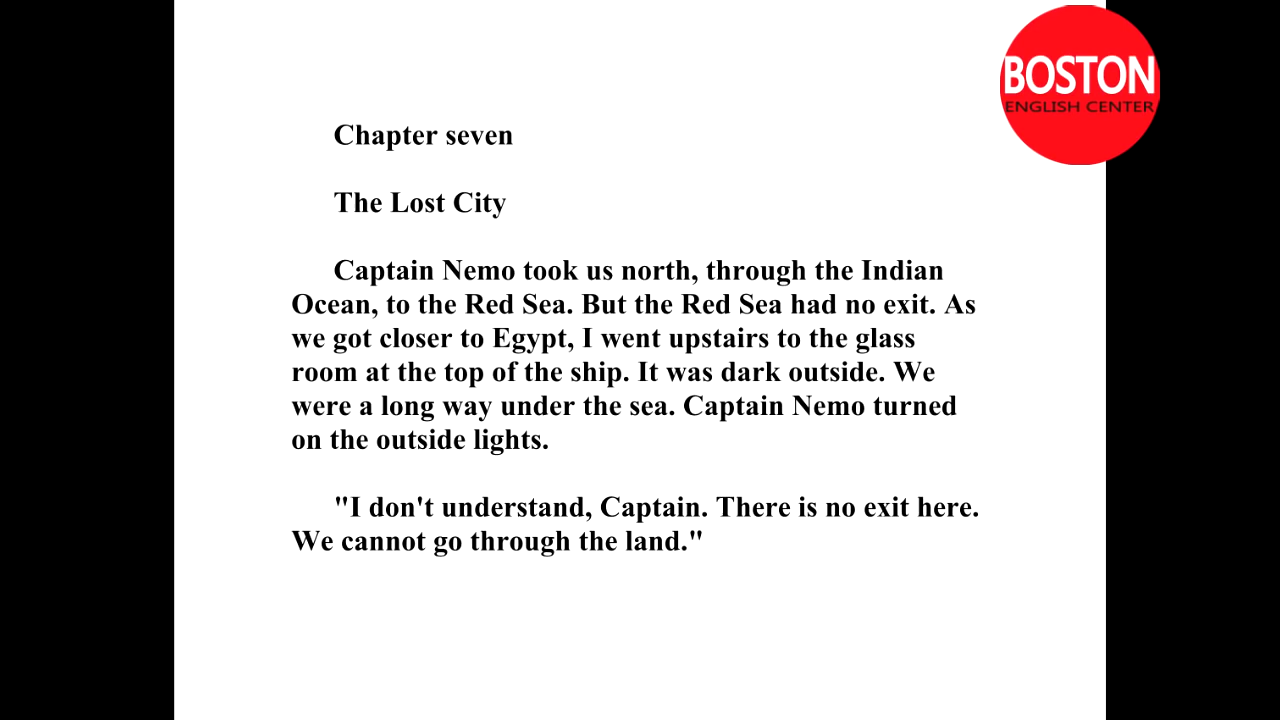 BOSTON
ENGLISH CENTER
Chapter seven
The Lost City
Captain Nemo took us north, through the Indian
Ocean, to the Red Sea. But the Red Sea had no exit. As
we got closer to Egypt, I went upstairs to the glass
room at the top of the ship. It was dark outside. We
were a long way under the sea. Captain Nemo turned
on the outside lights.
"I don't understand, Captain. There is no exit here.
We cannot go through the land."